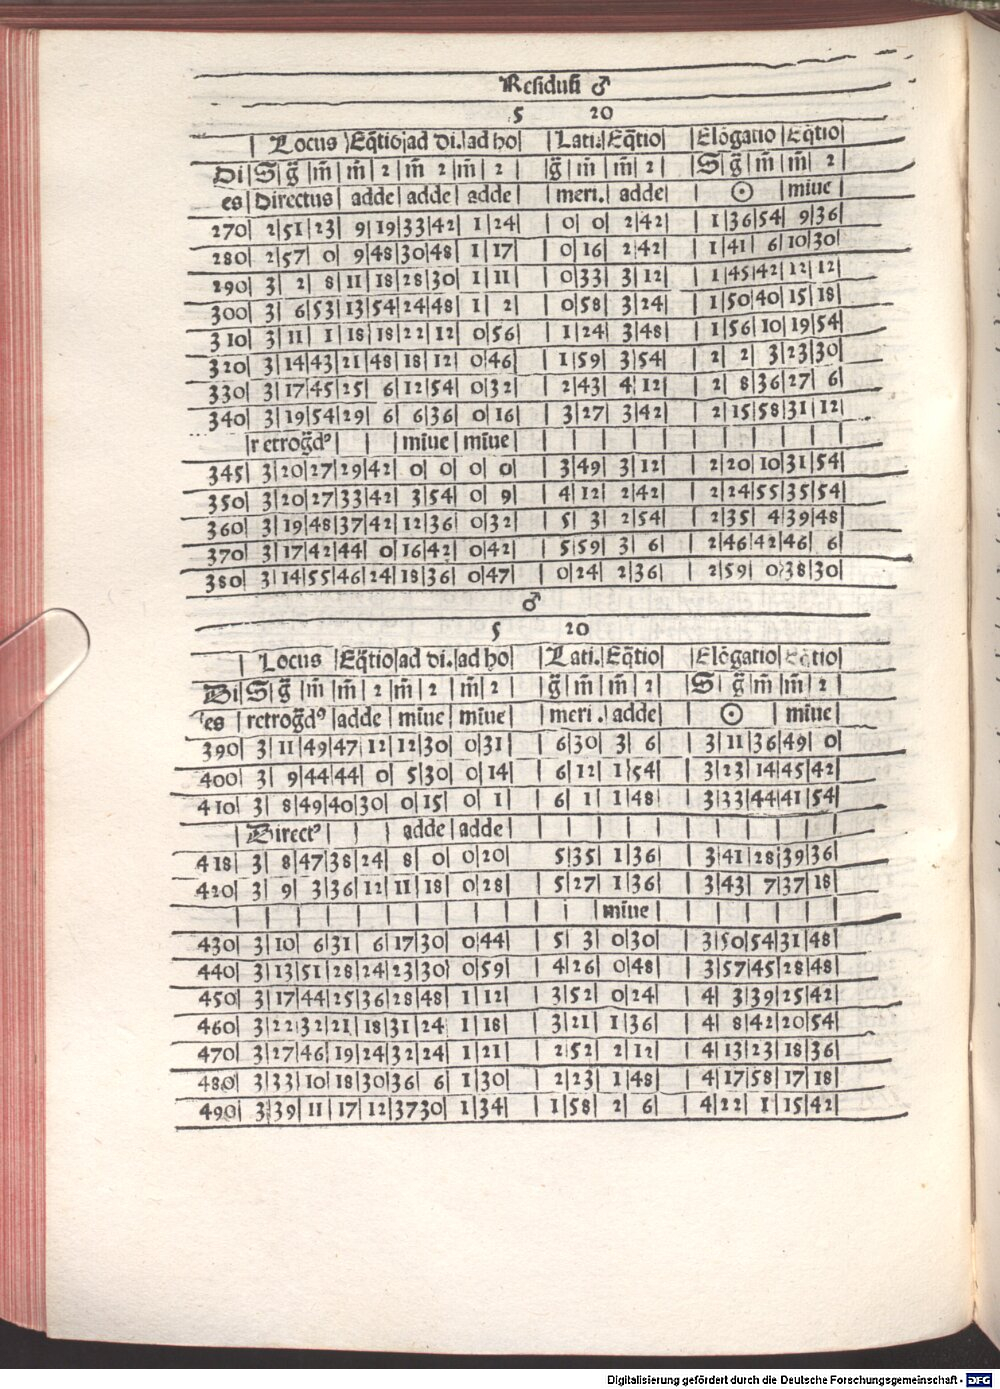 Residuū ♂
5 20
| Locus | Eq̃tio | ad di. | ad ho | | Lati. | Eq̃tio | | Elõgatio | Eq̃tio |
Di | S | g̃ | m̃ | m̃ | 2 | m̃ 2 | m̃ | 2 | | g̃ | m̃ | m̃ | 2 | | S | g̃ | m̃ | m̃ | 2 |
es | Directus | adde | adde | adde | | meri. | adde | | ☉ | miue |
270 | 2 | 51 | 23 | 9 | 19 | 33 | 42 | 1 | 24 | | 0 | 0 | 2 | 42 | | 1 | 36 | 54 | 9 | 36
280 | 2 | 57 | 0 | 9 | 48 | 30 | 48 | 1 | 17 | | 0 | 16 | 2 | 42 | | 1 | 41 | 6 | 10 | 30
290 | 3 | 2 | 8 | 11 | 18 | 28 | 30 | 1 | 11 | | 0 | 33 | 3 | 12 | | 1 | 45 | 42 | 12 | 12
300 | 3 | 6 | 53 | 13 | 54 | 24 | 48 | 1 | 2 | | 0 | 58 | 3 | 24 | | 1 | 50 | 40 | 15 | 18
310 | 3 | 11 | 1 | 18 | 18 | 22 | 12 | 0 | 56 | | 1 | 24 | 3 | 48 | | 1 | 56 | 10 | 19 | 54
320 | 3 | 14 | 43 | 21 | 48 | 18 | 12 | 0 | 46 | | 1 | 59 | 3 | 54 | | 2 | 2 | 3 | 23 | 30
330 | 3 | 17 | 45 | 25 | 6 | 12 | 54 | 0 | 32 | | 2 | 43 | 4 | 12 | | 2 | 8 | 36 | 27 | 6
340 | 3 | 19 | 54 | 29 | 6 | 6 | 36 | 0 | 16 | | 3 | 27 | 3 | 42 | | 2 | 15 | 58 | 31 | 12
| retrog̃dꝰ | | | miue | miue |
345 | 3 | 20 | 27 | 29 | 42 | 0 | 0 | 0 | 0 | | 3 | 49 | 3 | 12 | | 2 | 20 | 10 | 31 | 54
350 | 3 | 20 | 27 | 33 | 42 | 3 | 54 | 0 | 9 | | 4 | 12 | 2 | 42 | | 2 | 24 | 55 | 35 | 54
360 | 3 | 19 | 48 | 37 | 42 | 12 | 36 | 0 | 32 | | 5 | 3 | 2 | 54 | | 2 | 35 | 4 | 39 | 48
370 | 3 | 17 | 42 | 44 | 0 | 16 | 42 | 0 | 42 | | 5 | 59 | 3 | 6 | | 2 | 46 | 42 | 46 | 6
380 | 3 | 14 | 55 | 46 | 24 | 18 | 36 | 0 | 47 | | 0 | 24 | 2 | 36 | | 2 | 59 | 0 | 38 | 30
♂
5 20
| Locus | Eq̃tio | ad di. | ad ho | | Lati. | Eq̃tio | | Elõgatio | Eq̃tio |
Di | S | g̃ | m̃ | m̃ | 2 | m̃ | 2 | m̃ | 2 | | g̃ | m̃ | m̃ | 2 | | S | g̃ | m̃ | m̃ | 2
es | retrog̃dꝰ | adde | miue | miue | | meri. | adde | | ☉ | miue |
390 | 3 | 11 | 49 | 47 | 12 | 12 | 30 | 0 | 31 | | 6 | 30 | 3 | 6 | | 3 | 11 | 36 | 49 | 0
400 | 3 | 9 | 44 | 44 | 0 | 5 | 30 | 0 | 14 | | 6 | 12 | 1 | 54 | | 3 | 23 | 14 | 45 | 42
410 | 3 | 8 | 49 | 40 | 30 | 0 | 15 | 0 | 1 | | 6 | 1 | 1 | 48 | | 3 | 33 | 44 | 41 | 54
| Directꝰ | | | adde | adde |
418 | 3 | 8 | 47 | 38 | 24 | 8 | 0 | 0 | 20 | 5 | 35 | 1 | 36 | | 3 | 41 | 28 | 39 | 36
420 | 3 | 9 | 3 | 36 | 12 | 11 | 18 | 0 | 28 | | 5 | 27 | 1 | 36 | | 3 | 43 | 7 | 37 | 18
| miue |
430 | 3 | 10 | 6 | 31 | 6 | 17 | 30 | 0 | 44 | | 5 | 3 | 0 | 30 | | 3 | 50 | 54 | 31 | 48
440 | 3 | 13 | 51 | 28 | 24 | 23 | 30 | 0 | 59 | | 4 | 26 | 0 | 48 | | 3 | 57 | 45 | 28 | 48
450 | 3 | 17 | 44 | 25 | 36 | 28 | 48 | 1 | 12 | | 3 | 52 | 0 | 24 | | 4 | 3 | 39 | 25 | 42
460 | 3 | 22 | 32 | 21 | 18 | 31 | 24 | 1 | 18 | | 3 | 21 | 1 | 36 | | 4 | 8 | 42 | 20 | 54
470 | 3 | 27 | 46 | 19 | 24 | 32 | 24 | 1 | 21 | | 2 | 52 | 2 | 12 | | 4 | 13 | 23 | 18 | 36
480 | 3 | 33 | 10 | 18 | 30 | 36 | 6 | 1 | 30 | | 2 | 23 | 1 | 48 | | 4 | 17 | 58 | 17 | 18
490 | 3 | 39 | 11 | 17 | 12 | 37 30 | 1 | 34 | | 1 | 58 | 2 | 6 | | 4 | 22 | 1 | 15 | 42
Digitalisierung gefördert durch die Deutsche Forschungsgemeinschaft - DFG